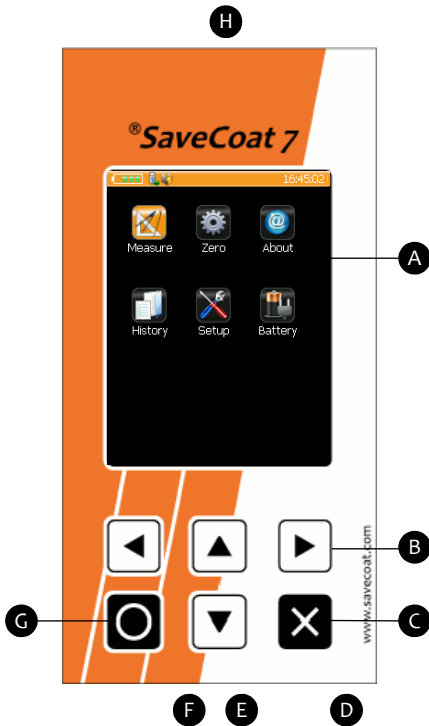 H
®SaveCoat 7
16:45:02
Measure Zero About
A
History Setup Battery
B
www.savecoat.com
G
C
F E D